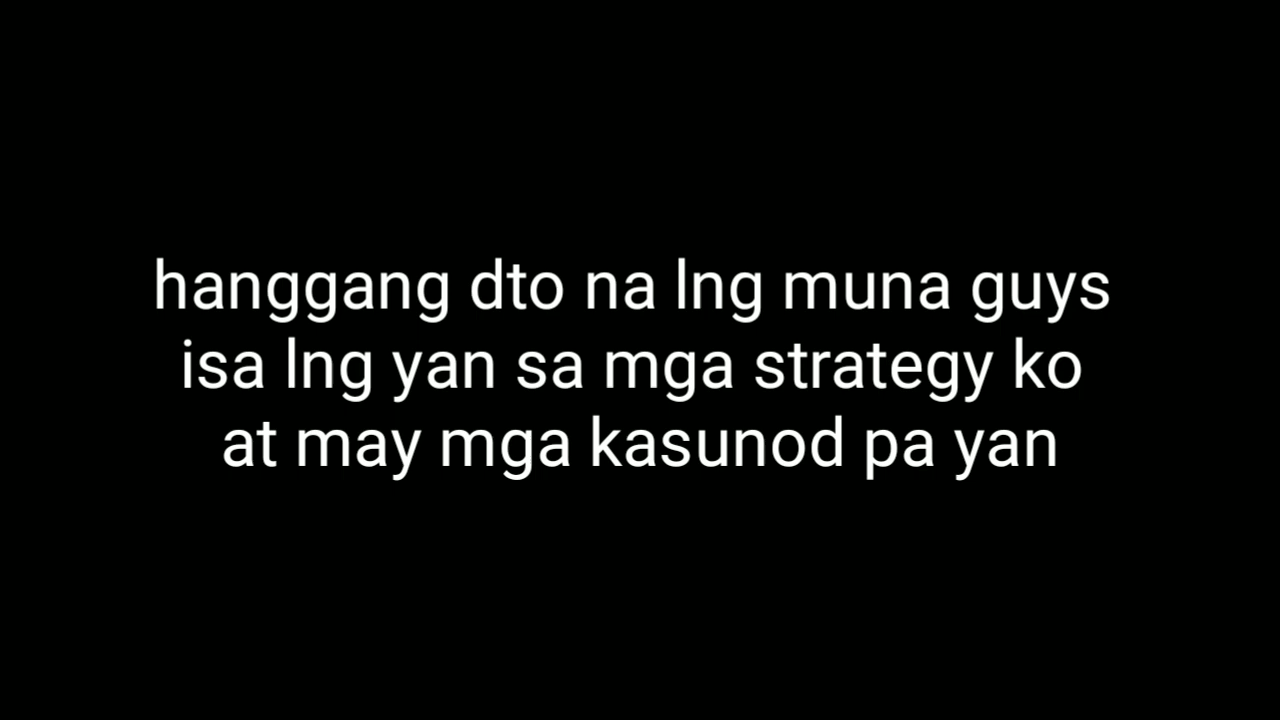 hanggang dto na lng muna guys
isa lng yan sa mga strategy ko
at may mga kasunod pa yan